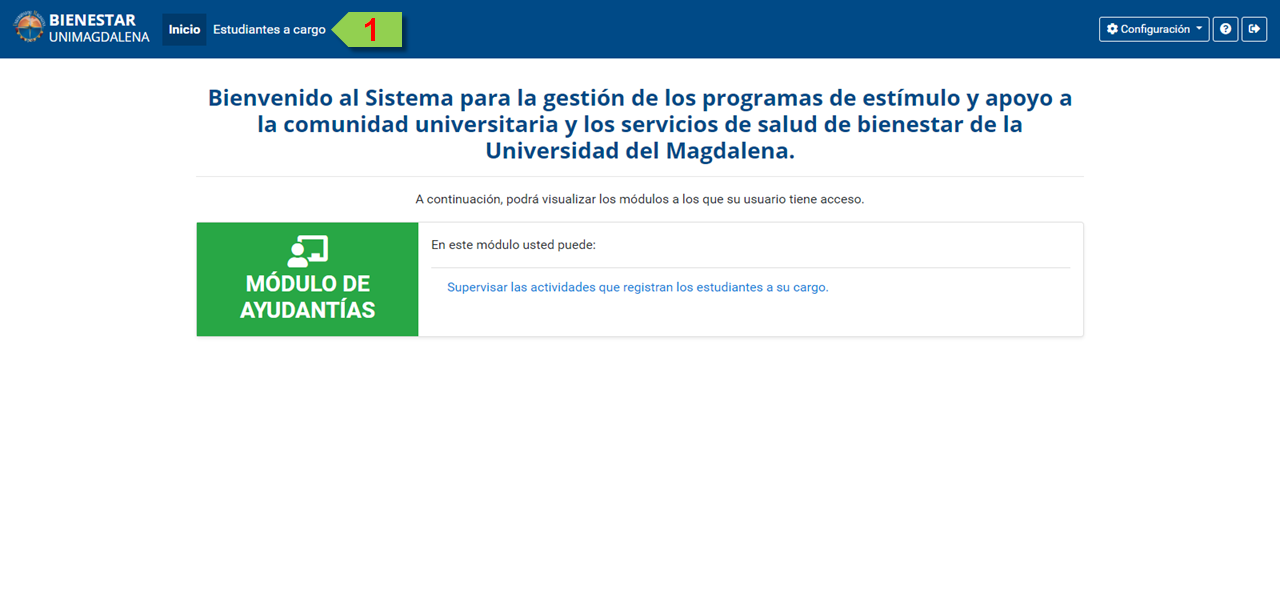 BIENESTAR
UNIMAGDALENA
Inicio
Estudiantes a cargo
1
Configuración
Bienvenido al Sistema para la gestión de los programas de estímulo y apoyo a
la comunidad universitaria y los servicios de salud de bienestar de la
Universidad del Magdalena.
A continuación, podrá visualizar los módulos a los que su usuario tiene acceso.
MÓDULO DE
AYUDANTÍAS
En este módulo usted puede:
Supervisar las actividades que registran los estudiantes a su cargo.